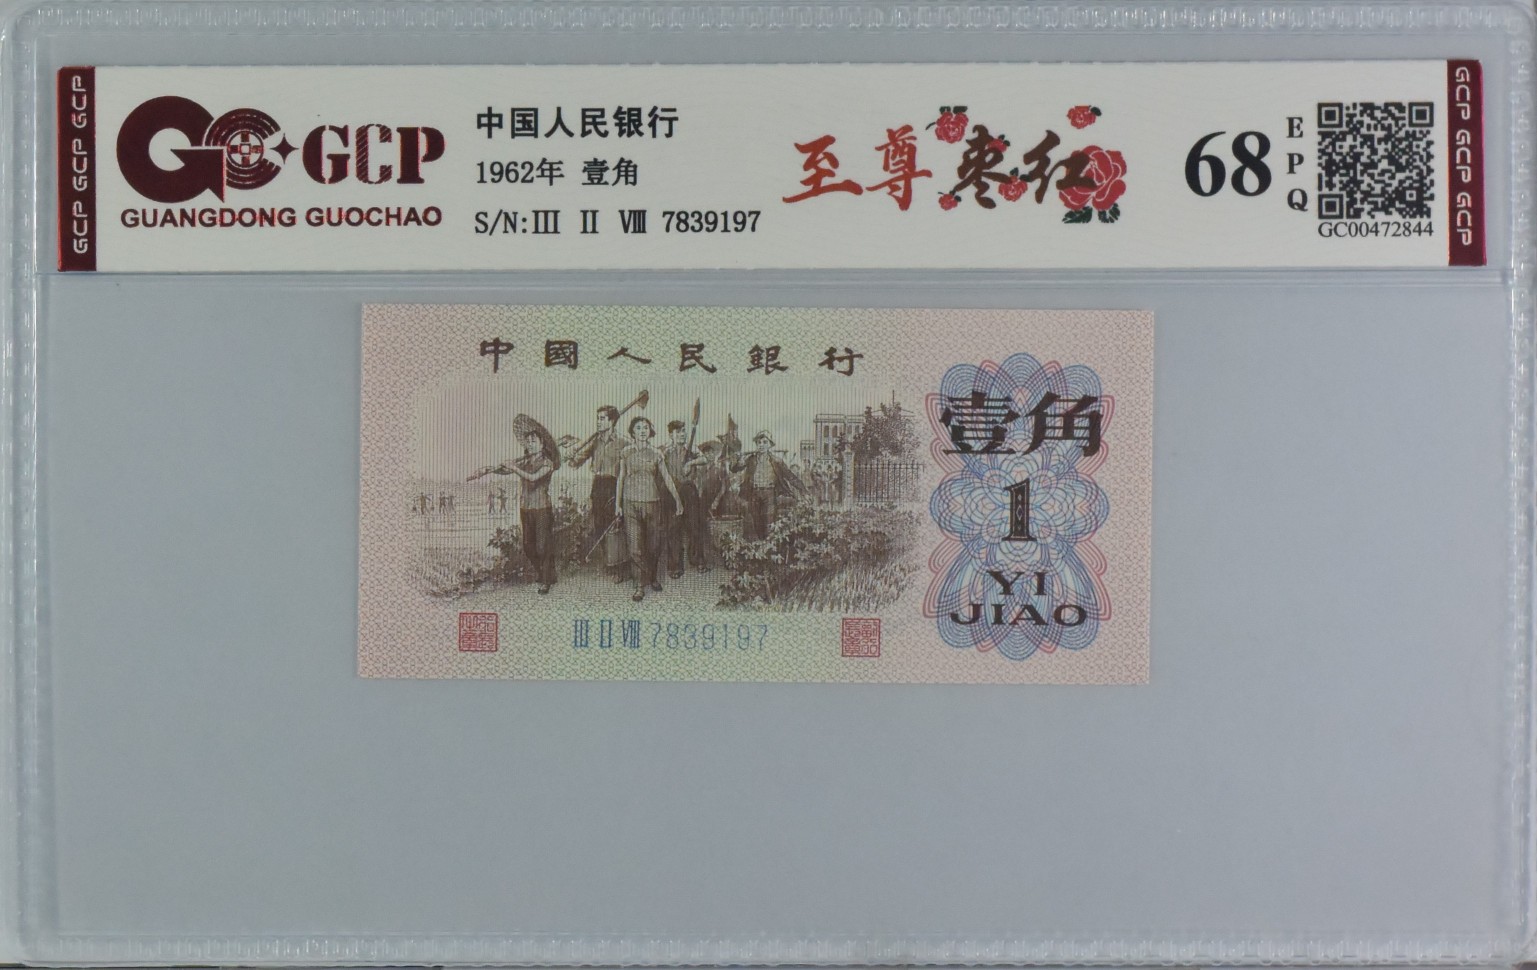 GCP GCP GCP
GCP
GUANGDONG GUOCHAO
中国人民银行
1962年 壹角
S/N:III II VIII 7839197
至尊枣红
68
EPQ
GC00472844
GCP GCP GCP
中國人民銀行
壹角
1
YI
JIAO
III II VIII 7839197